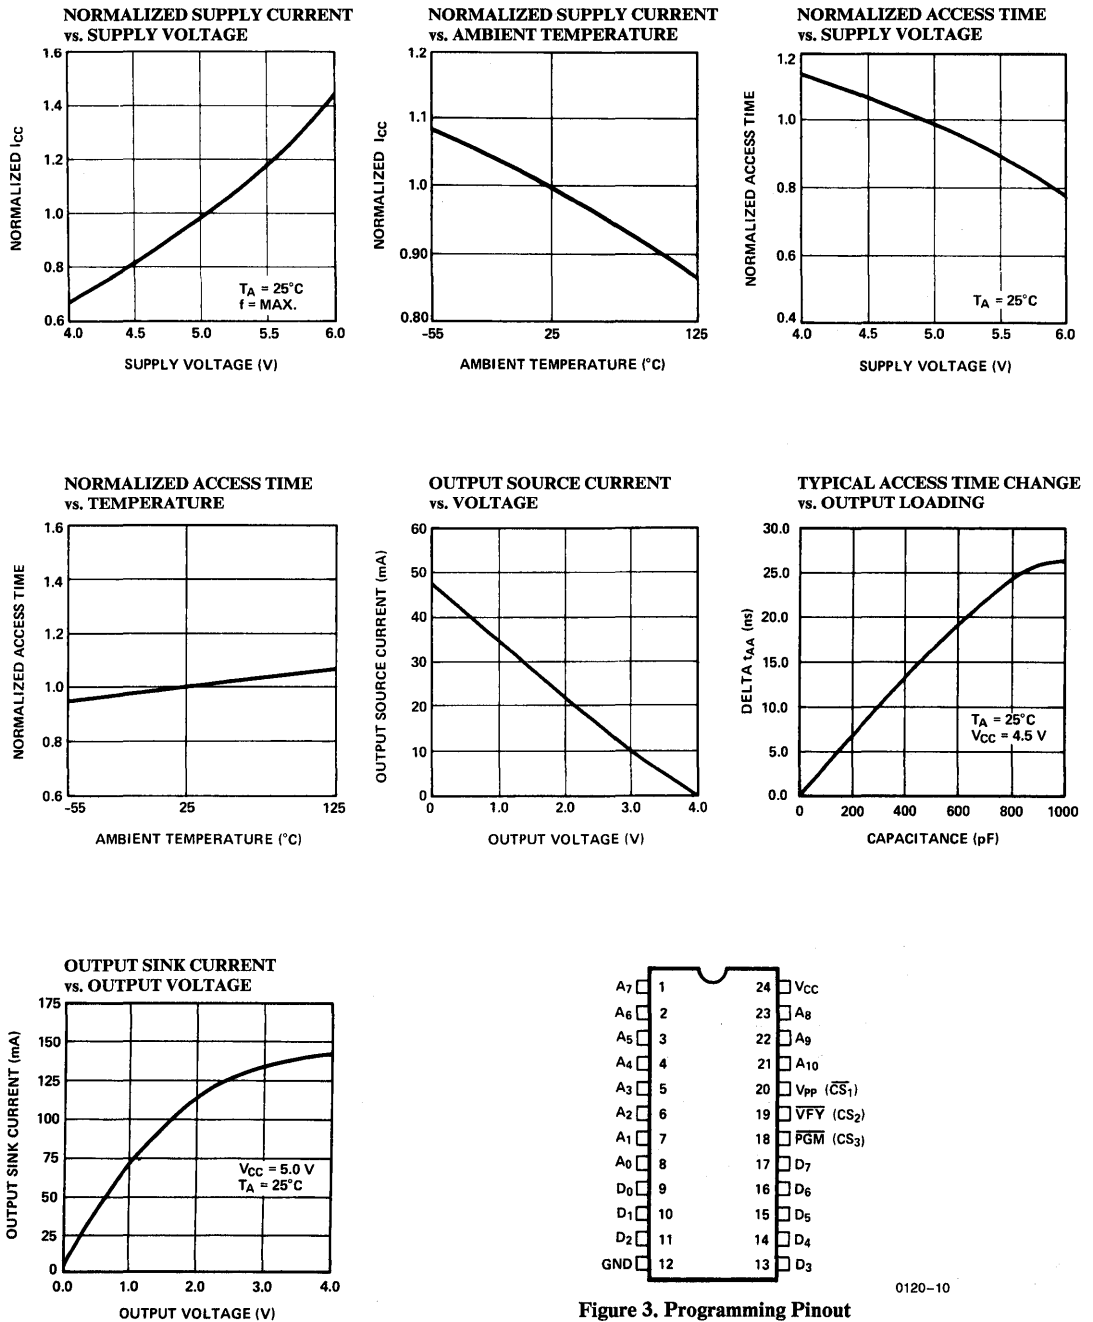 NORMALIZED SUPPLY CURRENT
vs. SUPPLY VOLTAGE
1.6
1.4
1.2
1.0
0.8
0.6
NORMALIZED ICC
TA = 25°C
f = MAX.
4.0 4.5 5.0 5.5 6.0
SUPPLY VOLTAGE (V)
NORMALIZED SUPPLY CURRENT
vs. AMBIENT TEMPERATURE
1.2
1.1
1.0
0.90
0.80
NORMALIZED ICC
-55 25 125
AMBIENT TEMPERATURE (°C)
NORMALIZED ACCESS TIME
vs. SUPPLY VOLTAGE
1.2
1.0
0.8
0.6
0.4
NORMALIZED ACCESS TIME
TA = 25°C
4.0 4.5 5.0 5.5 6.0
SUPPLY VOLTAGE (V)
NORMALIZED ACCESS TIME
vs. TEMPERATURE
1.6
1.4
1.2
1.0
0.8
0.6
NORMALIZED ACCESS TIME
-55 25 125
AMBIENT TEMPERATURE (°C)
OUTPUT SOURCE CURRENT
vs. VOLTAGE
60
50
40
30
20
10
0
OUTPUT SOURCE CURRENT (mA)
0 1.0 2.0 3.0 4.0
OUTPUT VOLTAGE (V)
TYPICAL ACCESS TIME CHANGE
vs. OUTPUT LOADING
30.0
25.0
20.0
15.0
10.0
5.0
0.0
DELTA tAA (ns)
TA = 25°C
VCC = 4.5 V
0 200 400 600 800 1000
CAPACITANCE (pF)
OUTPUT SINK CURRENT
vs. OUTPUT VOLTAGE
175
150
125
100
75
50
25
0
OUTPUT SINK CURRENT (mA)
VCC = 5.0 V
TA = 25°C
0.0 1.0 2.0 3.0 4.0
OUTPUT VOLTAGE (V)
A7 1 24 VCC
A6 2 23 A8
A5 3 22 A9
A4 4 21 A10
A3 5 20 VPP (C̅S̅1)
A2 6 19 V̅F̅Y̅ (CS2)
A1 7 18 P̅G̅M̅ (CS3)
A0 8 17 D7
D0 9 16 D6
D1 10 15 D5
D2 11 14 D4
GND 12 13 D3
0120–10
Figure 3. Programming Pinout